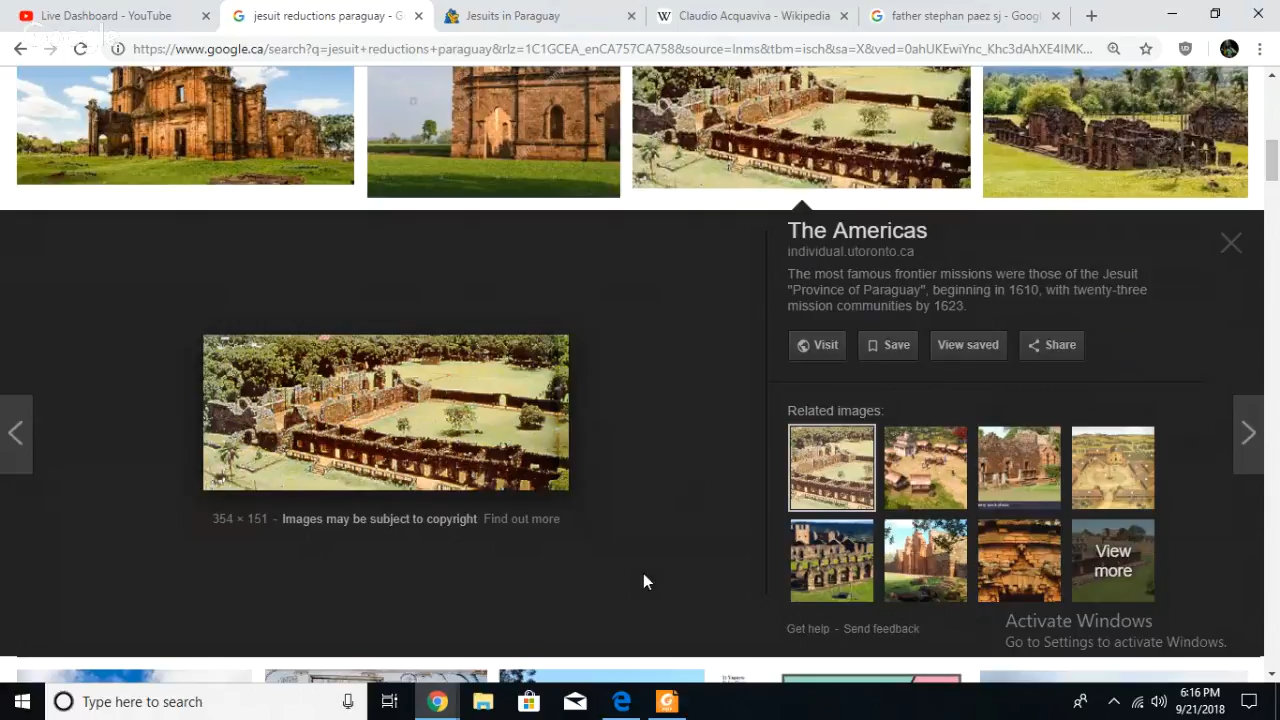 Live Dashboard - YouTube
jesuit reductions paraguay - G
Jesuits in Paraguay
Claudio Acquaviva - Wikipedia
father stephan paez sj - Googl
https://www.google.ca/search?q=jesuit+reductions+paraguay&rlz=1C1GCEA_enCA757CA758&source=lnms&tbm=isch&sa=X&ved=0ahUKEwiYnc_Khc3dAhXE4IMK...
The Americas
individual.utoronto.ca
The most famous frontier missions were those of the Jesuit
"Province of Paraguay", beginning in 1610, with twenty-three
mission communities by 1623.
Visit
Save
View saved
Share
354 × 151 - Images may be subject to copyright Find out more
Related images:
View
more
Get help - Send feedback
Activate Windows
Go to Settings to activate Windows.
Type here to search
6:16 PM
9/21/2018